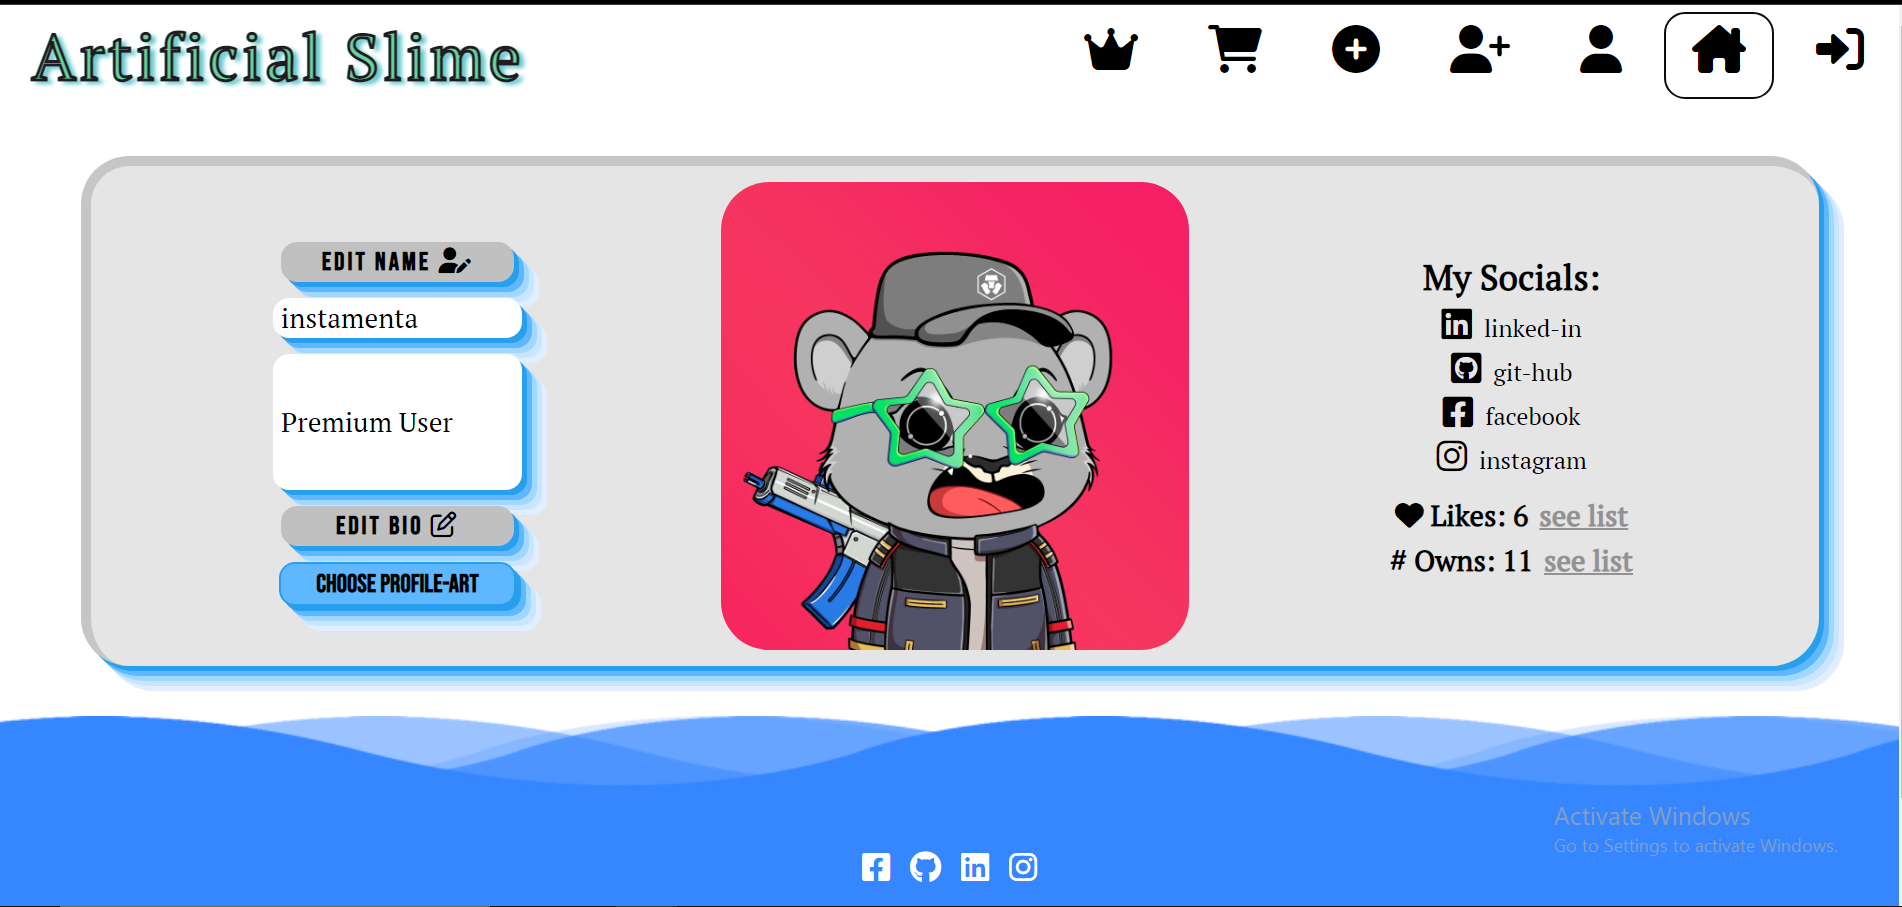 Artificial Slime
EDIT NAME
instamenta
Premium User
EDIT BIO
CHOOSE PROFILE-ART
My Socials:
linked-in
git-hub
facebook
instagram
Likes: 6 see list
# Owns: 11 see list
Activate Windows
Go to Settings to activate Windows.